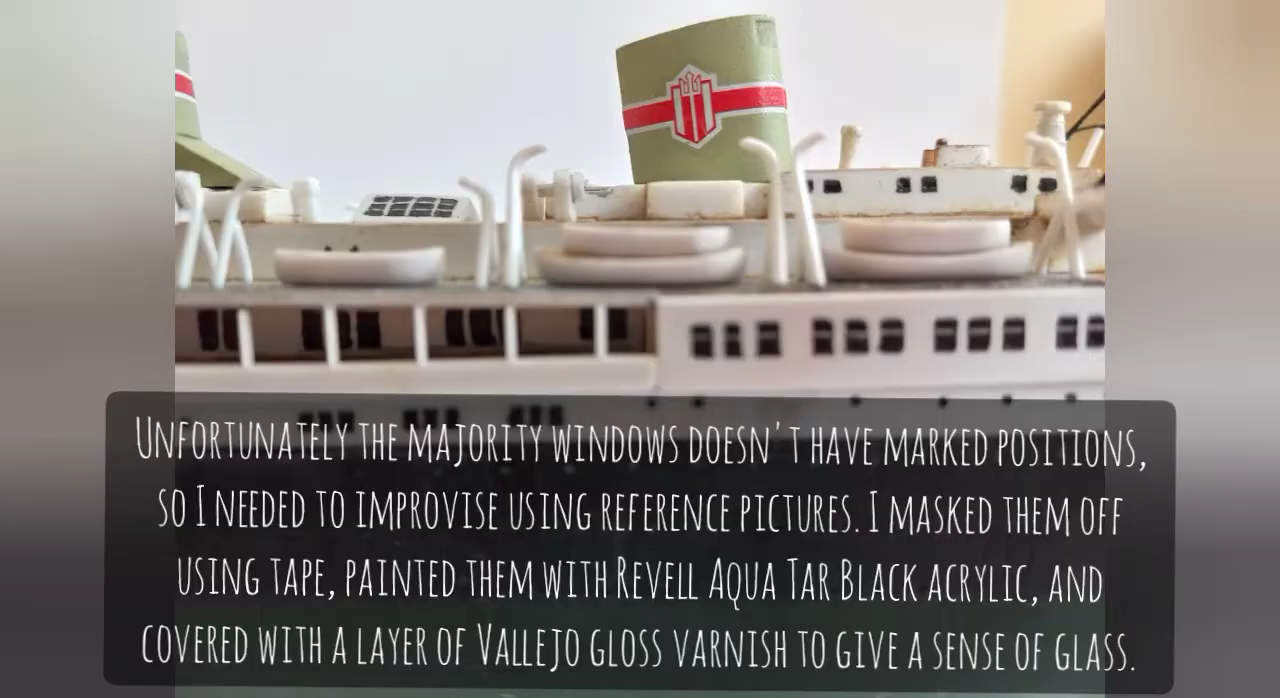 Unfortunately the majority windows doesn't have marked positions,
so I needed to improvise using reference pictures. I masked them off
using tape, painted them with Revell Aqua Tar Black acrylic, and
covered with a layer of Vallejo gloss varnish to give a sense of glass.